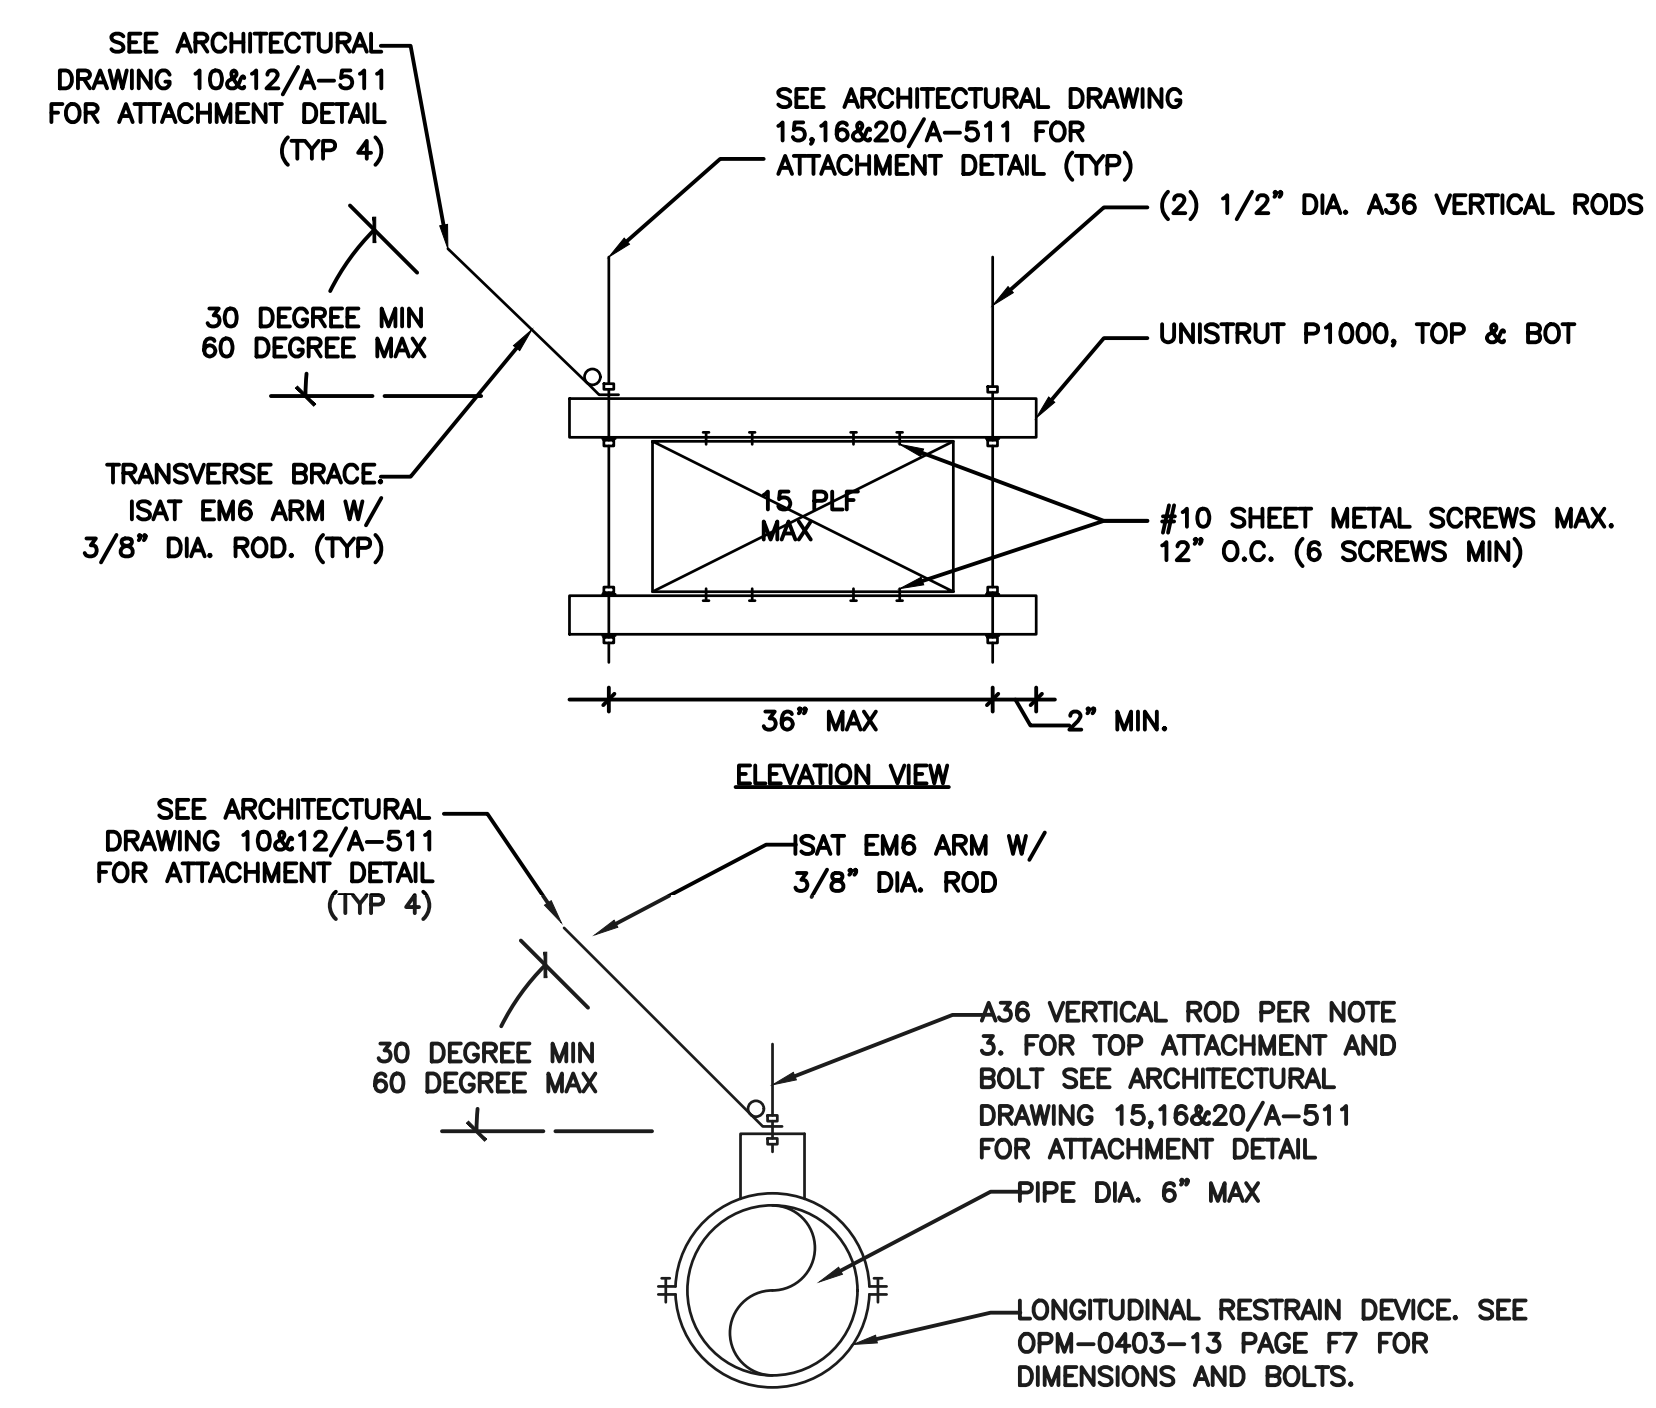 SEE ARCHITECTURAL
DRAWING 10&12/A-511
FOR ATTACHMENT DETAIL
(TYP 4)
SEE ARCHITECTURAL DRAWING
15,16&20/A-511 FOR
ATTACHMENT DETAIL (TYP)
(2) 1/2" DIA. A36 VERTICAL RODS
30 DEGREE MIN
60 DEGREE MAX
UNISTRUT P1000, TOP & BOT
TRANSVERSE BRACE.
ISAT EM6 ARM W/
3/8" DIA. ROD. (TYP)
15 PLF
MAX
#10 SHEET METAL SCREWS MAX.
12" O.C. (6 SCREWS MIN)
36" MAX
2" MIN.
ELEVATION VIEW
SEE ARCHITECTURAL
DRAWING 10&12/A-511
FOR ATTACHMENT DETAIL
(TYP 4)
ISAT EM6 ARM W/
3/8" DIA. ROD
30 DEGREE MIN
60 DEGREE MAX
A36 VERTICAL ROD PER NOTE
3. FOR TOP ATTACHMENT AND
BOLT SEE ARCHITECTURAL
DRAWING 15,16&20/A-511
FOR ATTACHMENT DETAIL
PIPE DIA. 6" MAX
LONGITUDINAL RESTRAIN DEVICE. SEE
OPM-0403-13 PAGE F7 FOR
DIMENSIONS AND BOLTS.